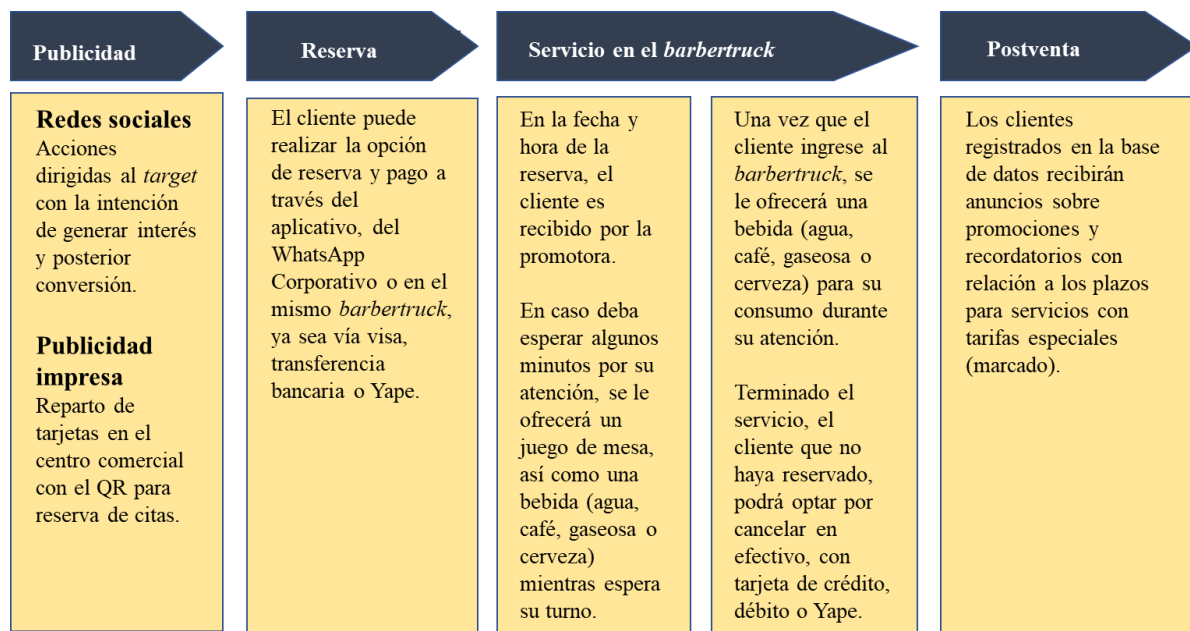 Publicidad
Reserva
Servicio en el barbertruck
Postventa
Redes sociales
Acciones
dirigidas al target
con la intención
de generar interés
y posterior
conversión.
Publicidad
impresa
Reparto de
tarjetas en el
centro comercial
con el QR para
reserva de citas.
El cliente puede
realizar la opción
de reserva y pago a
través del
aplicativo, del
WhatsApp
Corporativo o en el
mismo barbertruck,
ya sea vía visa,
transferencia
bancaria o Yape.
En la fecha y
hora de la
reserva, el
cliente es
recibido por la
promotora.
En caso deba
esperar algunos
minutos por su
atención, se le
ofrecerá un
juego de mesa,
así como una
bebida (agua,
café, gaseosa o
cerveza)
mientras espera
su turno.
Una vez que el
cliente ingrese al
barbertruck, se
le ofrecerá una
bebida (agua,
café, gaseosa o
cerveza) para su
consumo durante
su atención.
Terminado el
servicio, el
cliente que no
haya reservado,
podrá optar por
cancelar en
efectivo, con
tarjeta de crédito,
débito o Yape.
Los clientes
registrados en la base
de datos recibirán
anuncios sobre
promociones y
recordatorios con
relación a los plazos
para servicios con
tarifas especiales
(marcado).